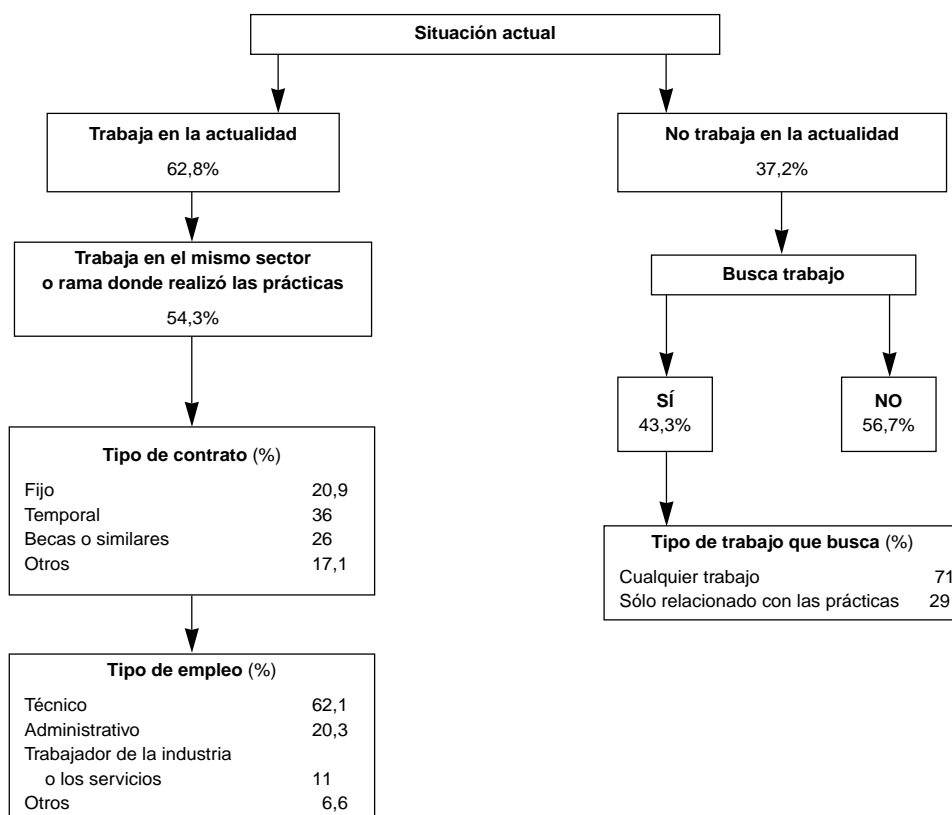 Situación actual
Trabaja en la actualidad
62,8%
No trabaja en la actualidad
37,2%
Trabaja en el mismo sector
o rama donde realizó las prácticas
54,3%
Busca trabajo
SÍ
43,3%
NO
56,7%
Tipo de contrato (%)
Fijo 20,9
Temporal 36
Becas o similares 26
Otros 17,1
Tipo de trabajo que busca (%)
Cualquier trabajo 71
Sólo relacionado con las prácticas 29
Tipo de empleo (%)
Técnico 62,1
Administrativo 20,3
Trabajador de la industria
o los servicios 11
Otros 6,6